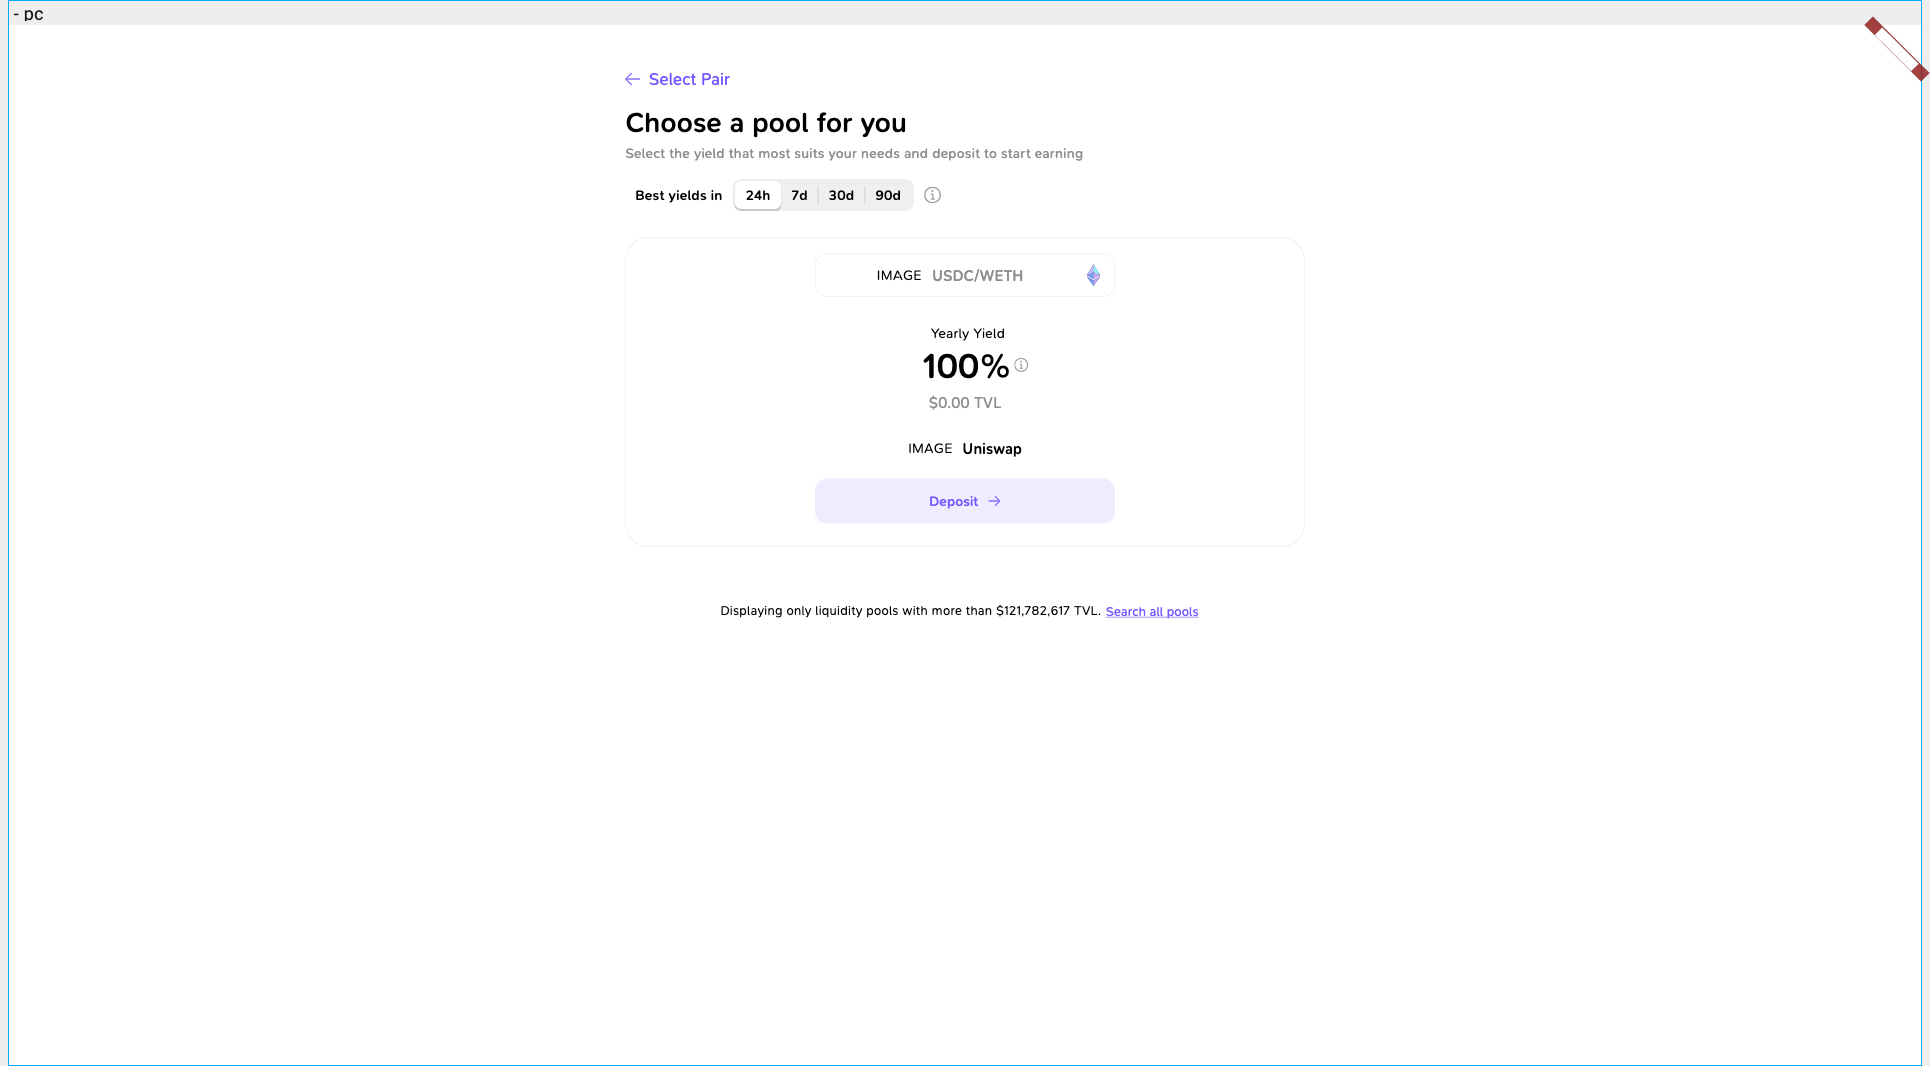 - pc
Select Pair
Choose a pool for you
Select the yield that most suits your needs and deposit to start earning
Best yields in 24h 7d 30d 90d
IMAGE USDC/WETH
Yearly Yield
100%
$0.00 TVL
IMAGE Uniswap
Deposit
Displaying only liquidity pools with more than $121,782,617 TVL. Search all pools